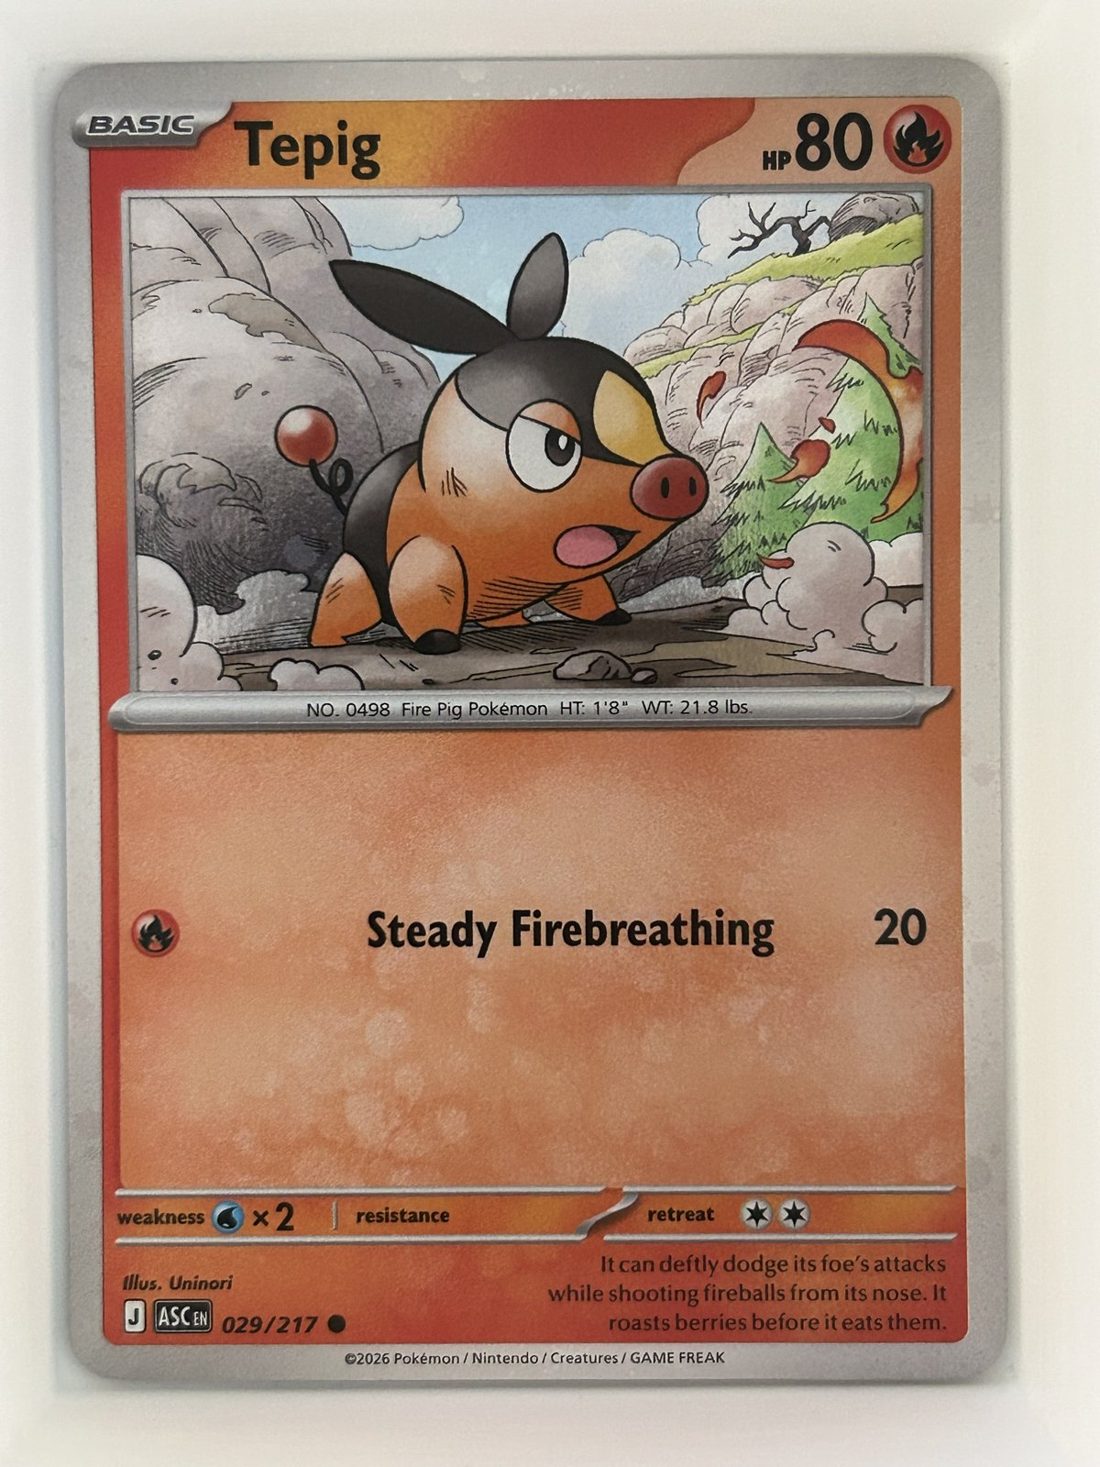 BASIC
Tepig
HP 80
NO. 0498 Fire Pig Pokémon HT: 1'8" WT: 21.8 lbs.
Steady Firebreathing 20
weakness ×2 resistance retreat
It can deftly dodge its foe's attacks
while shooting fireballs from its nose. It
roasts berries before it eats them.
Illus. Uninori
J ASC EN 029/217
©2026 Pokémon / Nintendo / Creatures / GAME FREAK